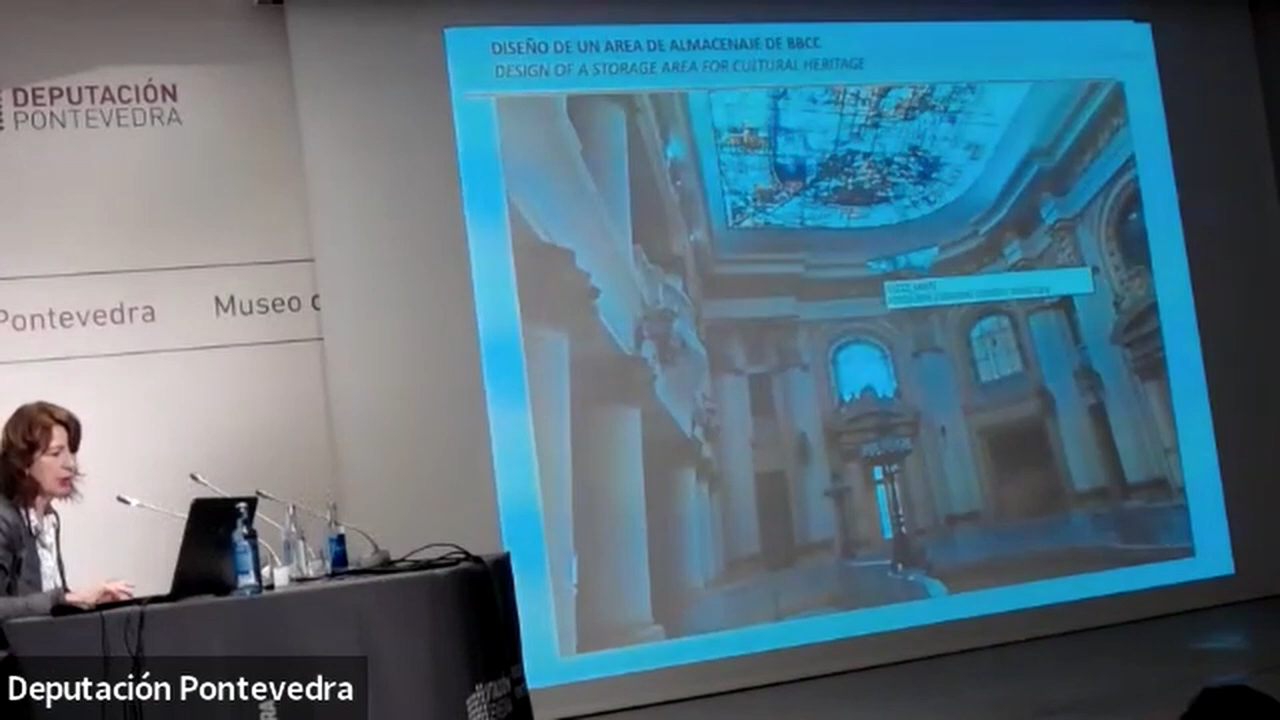 DEPUTACIÓN
PONTEVEDRA
Pontevedra
Museo
DISEÑO DE UN AREA DE ALMACENAJE DE BBCC
DESIGN OF A STORAGE AREA FOR CULTURAL HERITAGE
Deputación Pontevedra